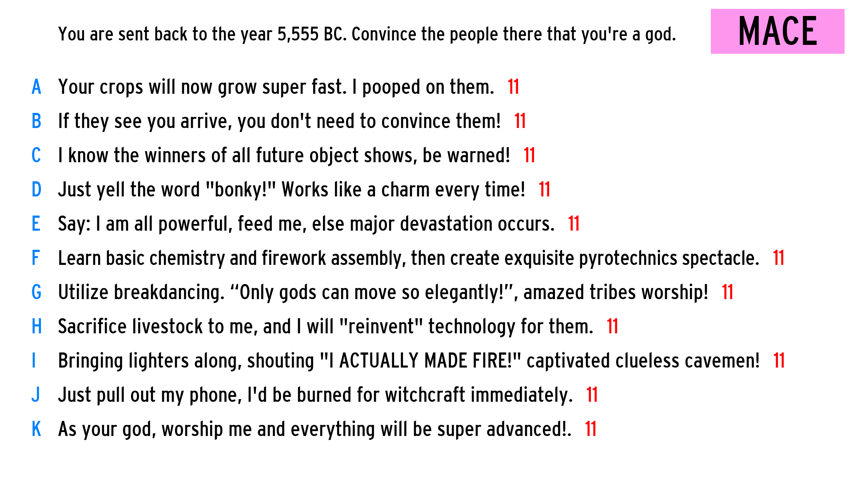 You are sent back to the year 5,555 BC. Convince the people there that you're a god.
MACE
A Your crops will now grow super fast. I pooped on them. 11
B If they see you arrive, you don't need to convince them! 11
C I know the winners of all future object shows, be warned! 11
D Just yell the word "bonky!" Works like a charm every time! 11
E Say: I am all powerful, feed me, else major devastation occurs. 11
F Learn basic chemistry and firework assembly, then create exquisite pyrotechnics spectacle. 11
G Utilize breakdancing. “Only gods can move so elegantly!”, amazed tribes worship! 11
H Sacrifice livestock to me, and I will "reinvent" technology for them. 11
I Bringing lighters along, shouting "I ACTUALLY MADE FIRE!" captivated clueless cavemen! 11
J Just pull out my phone, I'd be burned for witchcraft immediately. 11
K As your god, worship me and everything will be super advanced!. 11